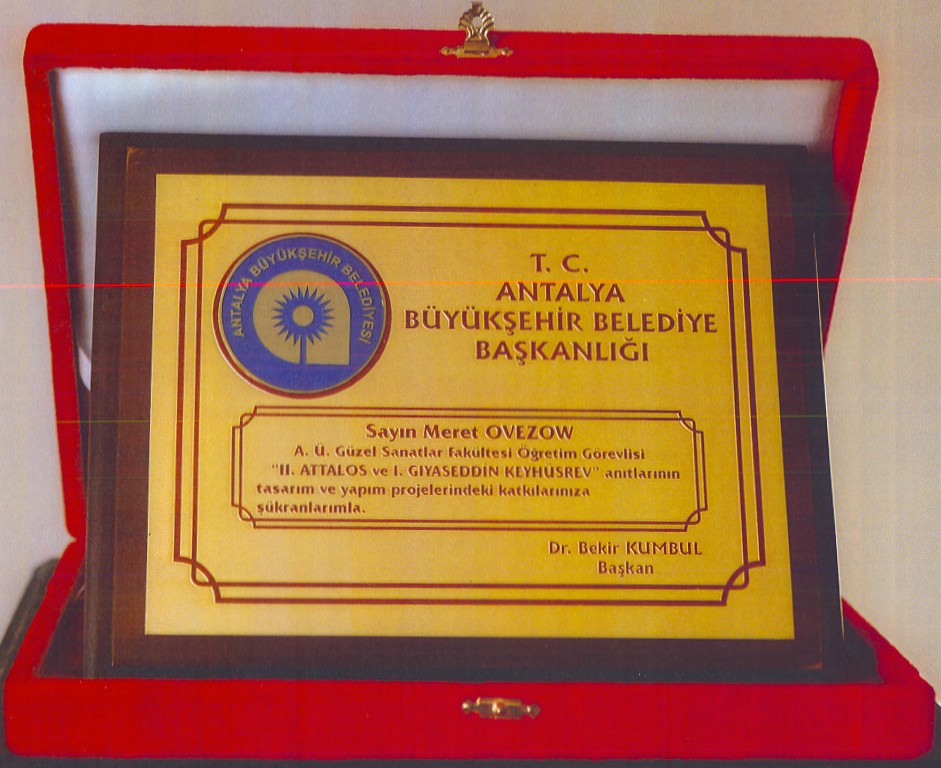 ANTALYA BÜYÜKŞEHİR BELEDİYESİ
T. C.
ANTALYA
BÜYÜKŞEHİR BELEDİYE
BAŞKANLIĞI
Sayın Meret OVEZOW
A. Ü. Güzel Sanatlar Fakültesi Öğretim Görevlisi
"II. ATTALOS ve I. GIYASEDDİN KEYHÜSREV" anıtlarının
tasarım ve yapım projelerindeki katkılarınıza
şükranlarımla.
Dr. Bekir KUMBUL
Başkan